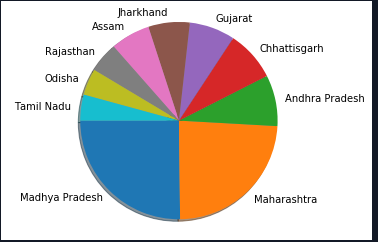 Jharkhand
Gujarat
Assam
Chhattisgarh
Rajasthan
Odisha
Andhra Pradesh
Tamil Nadu
Madhya Pradesh
Maharashtra